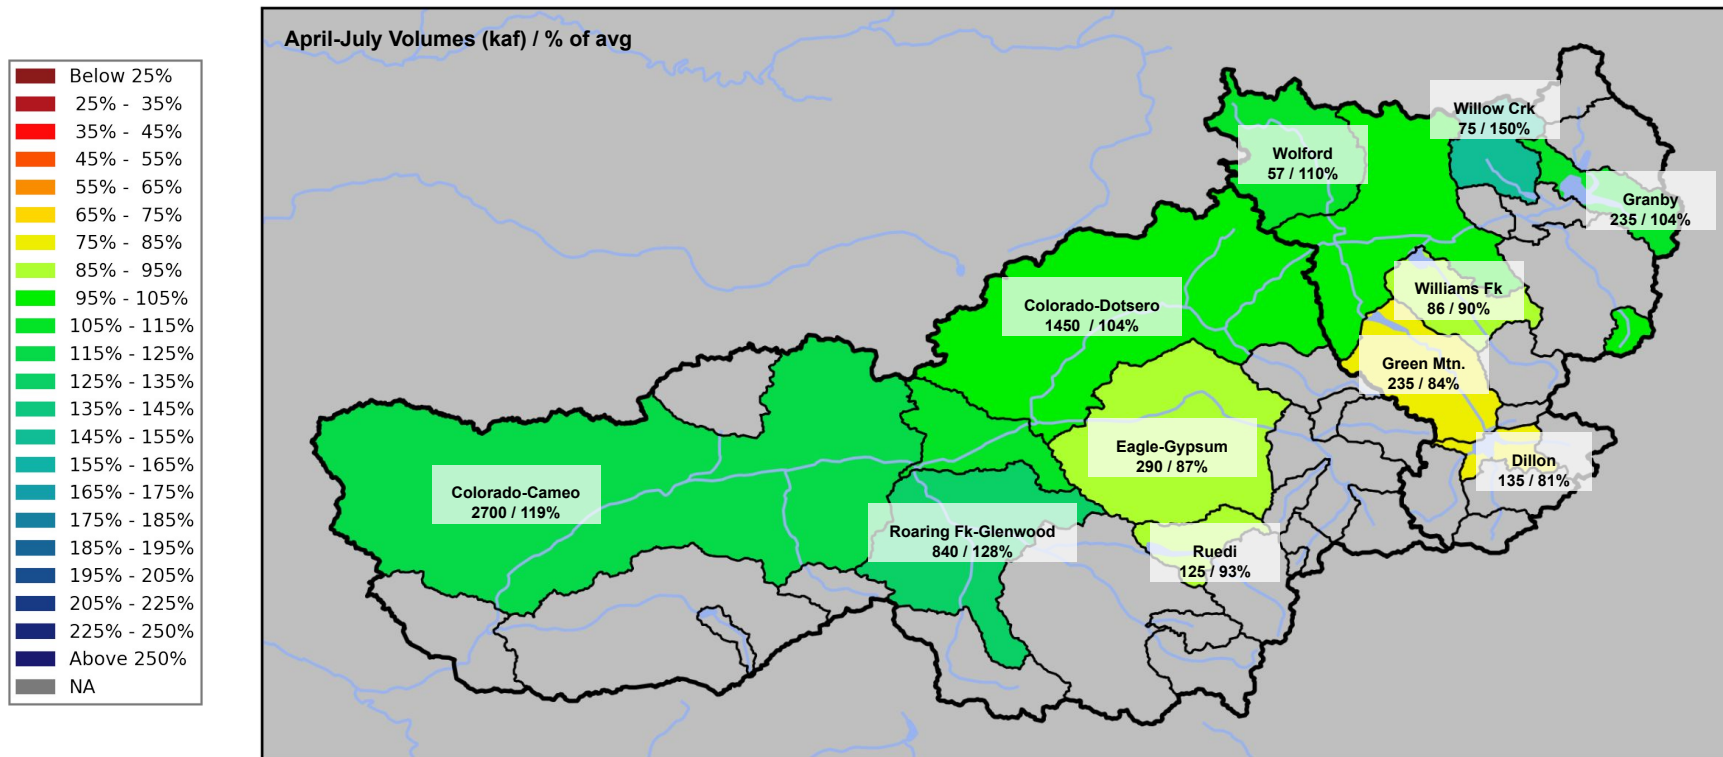 April-July Volumes (kaf) / % of avg
Below 25%
25% - 35%
35% - 45%
45% - 55%
55% - 65%
65% - 75%
75% - 85%
85% - 95%
95% - 105%
105% - 115%
115% - 125%
125% - 135%
135% - 145%
145% - 155%
155% - 165%
165% - 175%
175% - 185%
185% - 195%
195% - 205%
205% - 225%
225% - 250%
Above 250%
NA
Willow Crk
75 / 150%
Wolford
57 / 110%
Granby
235 / 104%
Williams Fk
86 / 90%
Colorado-Dotsero
1450 / 104%
Green Mtn.
235 / 84%
Eagle-Gypsum
290 / 87%
Dillon
135 / 81%
Colorado-Cameo
2700 / 119%
Roaring Fk-Glenwood
840 / 128%
Ruedi
125 / 93%